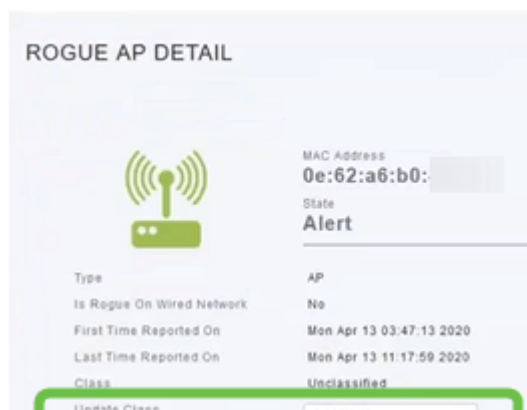 ROGUE AP DETAIL
MAC Address
0e:62:a6:b0:
State
Alert
Type AP
Is Rogue On Wired Network No
First Time Reported On Mon Apr 13 03:47:13 2020
Last Time Reported On Mon Apr 13 11:17:59 2020
Class Unclassified
Update Class